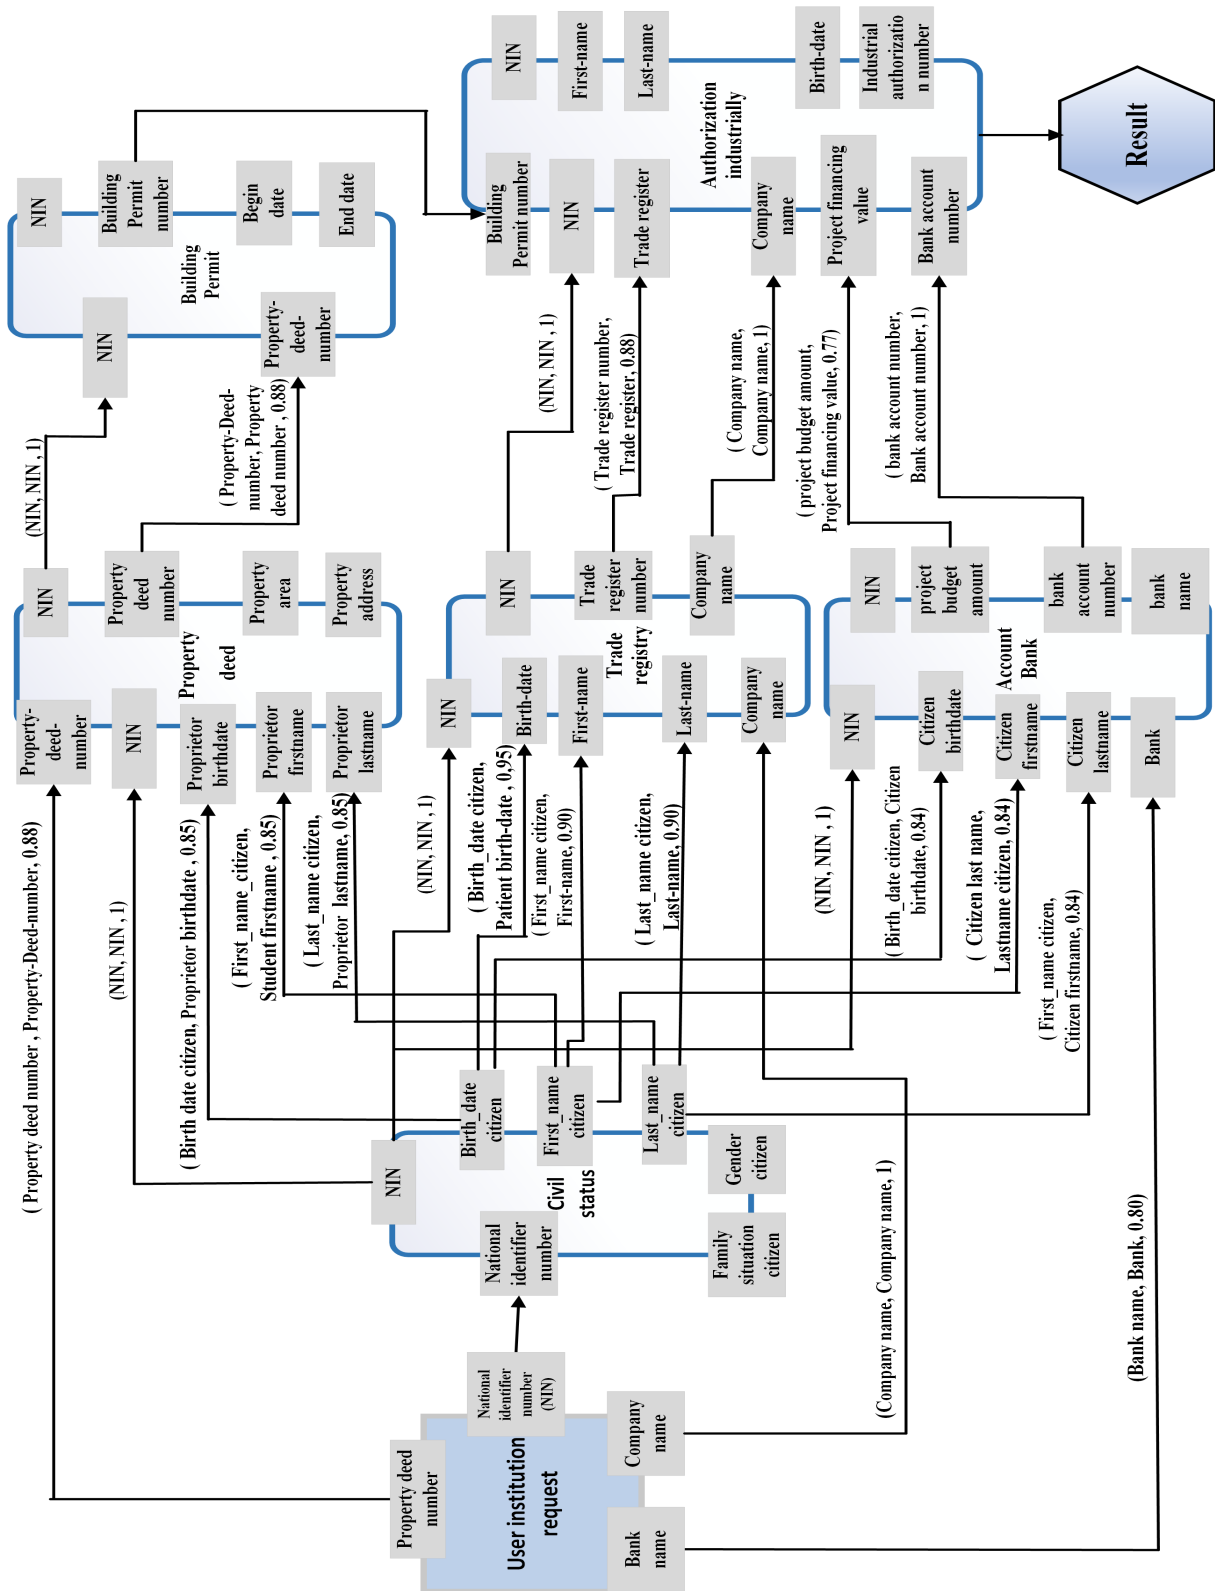 Property deed
number
National
identifier
number
(NIN)
User institution
request
Bank
name
Company
name
( Property deed number , Property-Deed-number, 0.88)
(NIN, NIN , 1)
( Birth date citizen, Proprietor birthdate , 0.85)
( First_name_citizen,
Student firstname , 0.85)
( Last_name citizen,
Proprietor lastname, 0.85)
NIN
National
identifier
number
Civil
status
Birth_date
citizen
First_name
citizen
Last_name
citizen
Family
situation
citizen
Gender
citizen
(NIN, NIN , 1)
( Birth_date citizen,
Patient birth-date , 0,95)
(First_name citizen,
First-name, 0.90)
( Last_name citizen,
Last-name, 0.90)
(Company name, Company name, 1)
(NIN, NIN , 1)
( Birth_date citizen, Citizen
birthdate, 0.84)
( Citizen last name,
Lastname citizen, 0.84)
( First_name citizen,
Citizen firstname, 0.84)
(Bank name, Bank, 0.80)
Property-
deed-
number
NIN
Proprietor
birthdate
Proprietor
firstname
Proprietor
lastname
Property
deed
NIN
Property
deed
number
Property
area
Property
address
NIN
Birth-date
First-name
Last-name
Company
name
Trade
registry
NIN
Trade
register
number
Company
name
NIN
Citizen
birthdate
Citizen
firstname
Citizen
lastname
Bank
Account
Bank
NIN
project
budget
amount
bank
account
number
bank
name
(NIN, NIN , 1)
( Property-Deed-
number, Property
deed number , 0.88)
NIN
Property-
deed-
number
Building
Permit
NIN
Building
Permit
number
Begin
date
End date
(NIN, NIN , 1)
( Trade register number,
Trade register, 0.88)
( Company name,
Company name, 1)
( project budget amount,
Project financing value, 0.77)
( bank account number,
Bank account number, 1)
Building
Permit number
NIN
Trade register
Company
name
Project financing
value
Bank account
number
Authorization
industrially
NIN
First-name
Last-name
Birth-date
Industrial
authorizatio
n number
Result